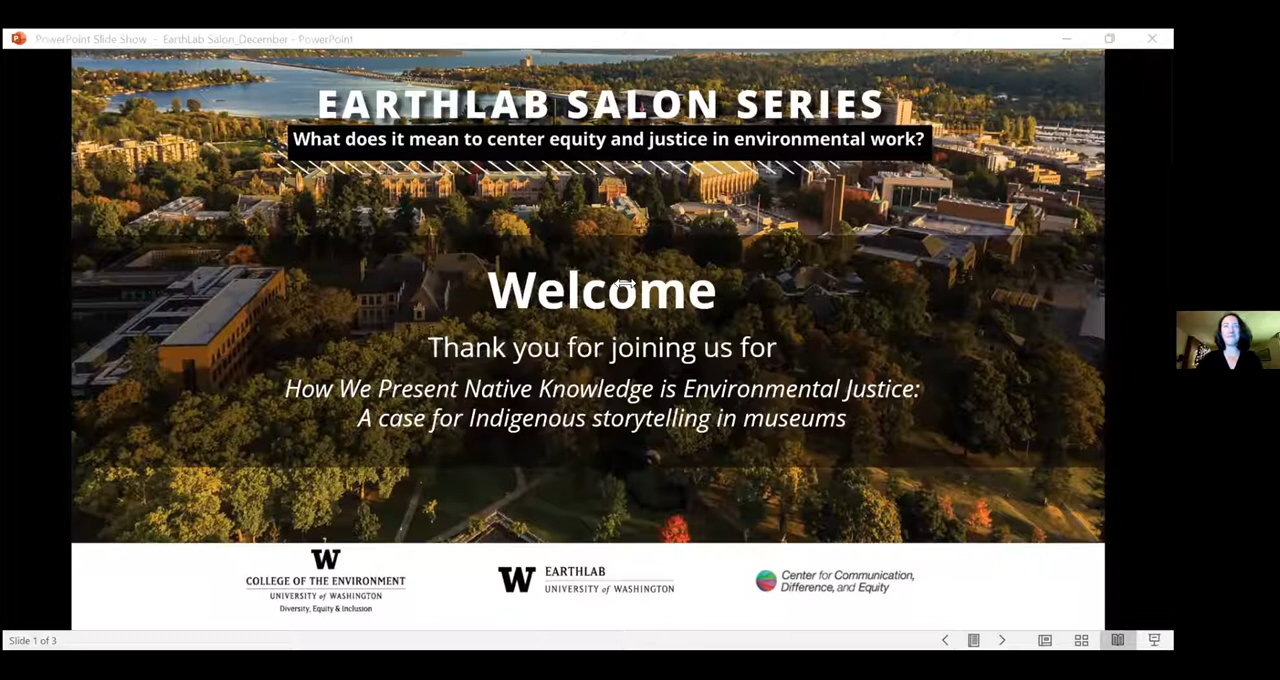 PowerPoint Slide Show - EarthLab Salon_December - PowerPoint
EARTHLAB SALON SERIES
What does it mean to center equity and justice in environmental work?
Welcome
Thank you for joining us for
How We Present Native Knowledge is Environmental Justice:
A case for Indigenous storytelling in museums
W
COLLEGE OF THE ENVIRONMENT
UNIVERSITY of WASHINGTON
Diversity, Equity & Inclusion
W
EARTHLAB
UNIVERSITY of WASHINGTON
Center for Communication,
Difference, and Equity
Slide 1 of 3